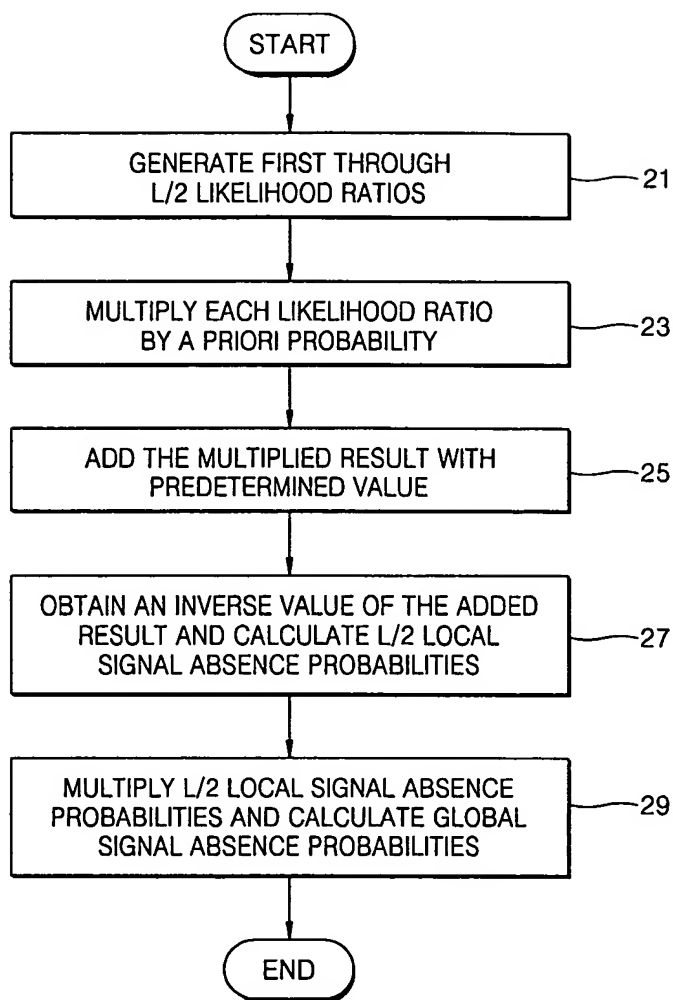 START
GENERATE FIRST THROUGH
L/2 LIKELIHOOD RATIOS
21
MULTIPLY EACH LIKELIHOOD RATIO
BY A PRIORI PROBABILITY
23
ADD THE MULTIPLIED RESULT WITH
PREDETERMINED VALUE
25
OBTAIN AN INVERSE VALUE OF THE ADDED
RESULT AND CALCULATE L/2 LOCAL
SIGNAL ABSENCE PROBABILITIES
27
MULTIPLY L/2 LOCAL SIGNAL ABSENCE
PROBABILITIES AND CALCULATE GLOBAL
SIGNAL ABSENCE PROBABILITIES
29
END